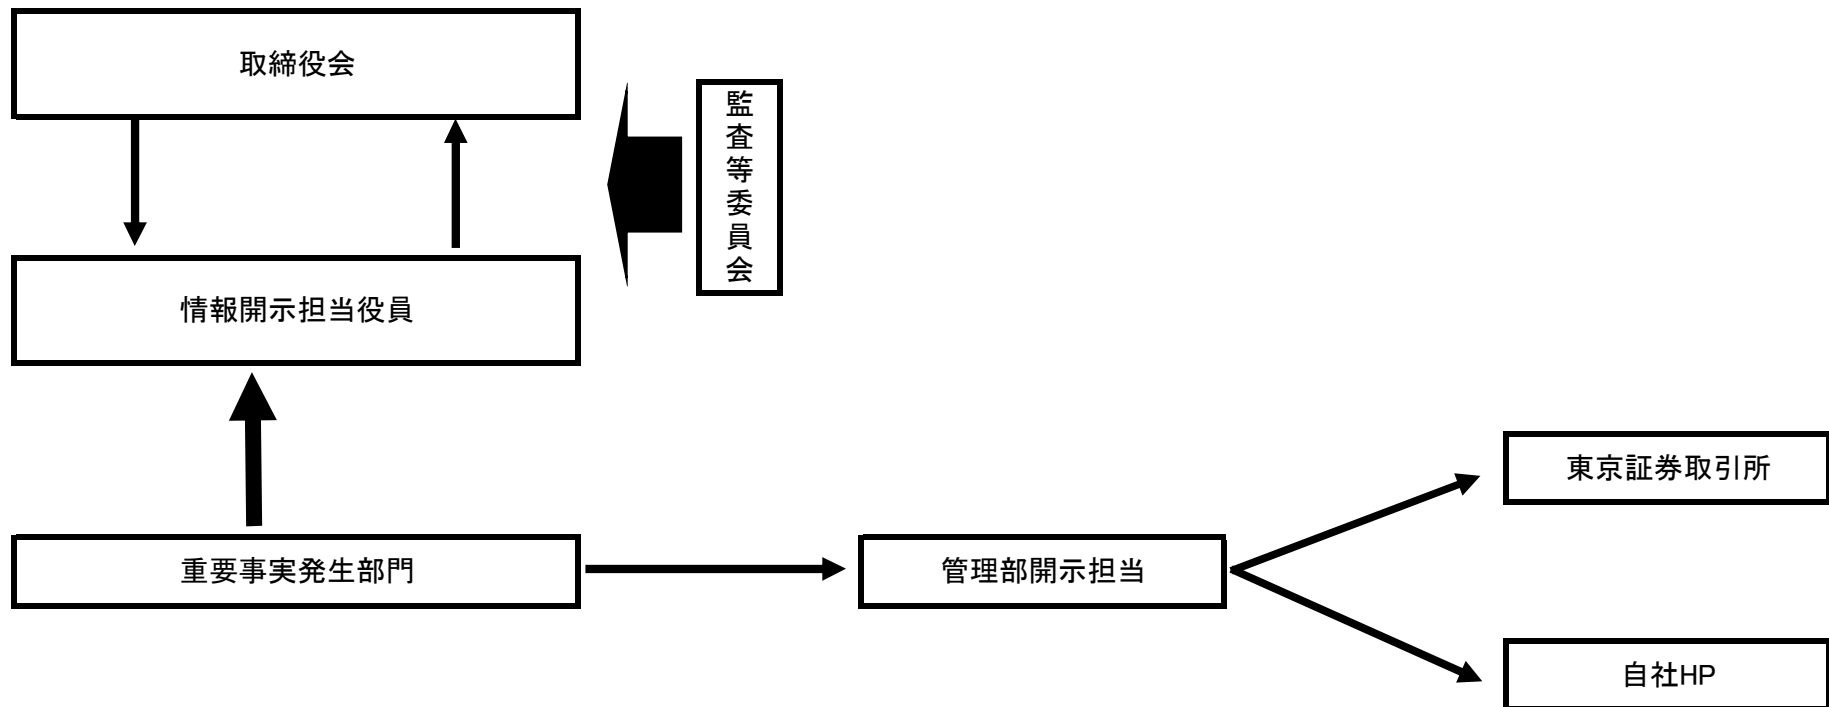 取締役会
監査等委員会
情報開示担当役員
東京証券取引所
重要事実発生部門
管理部開示担当
自社HP